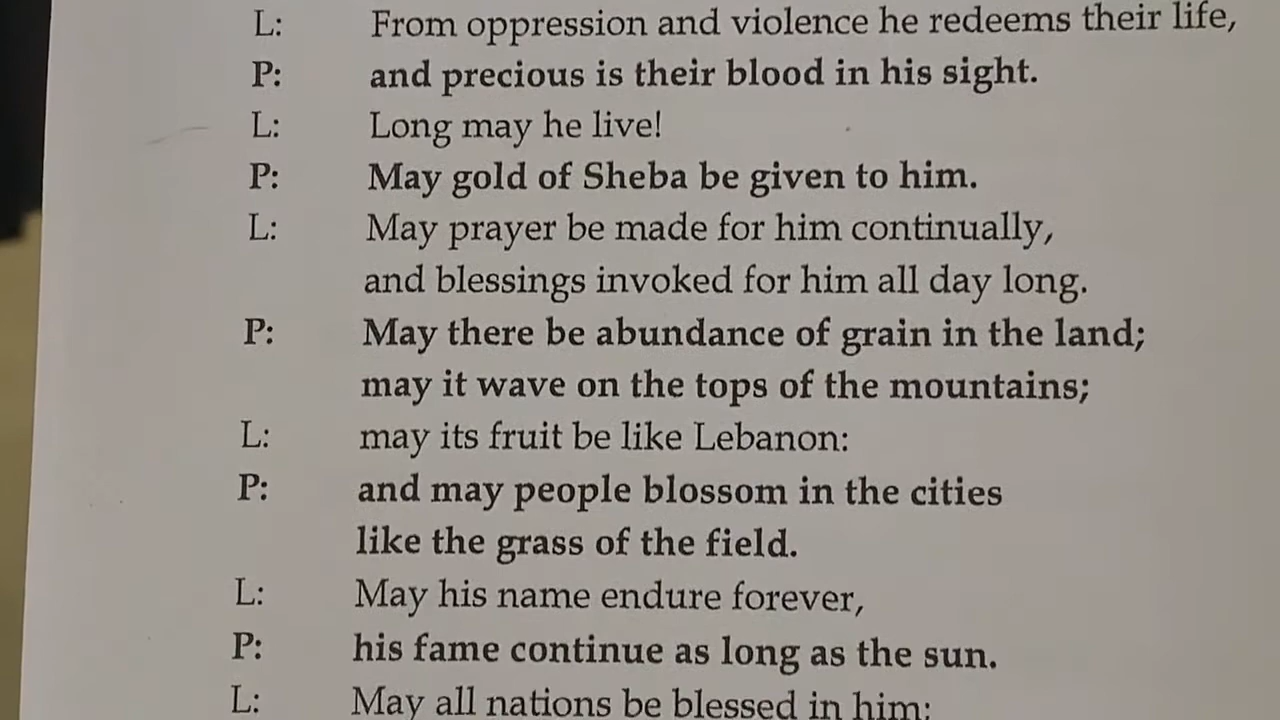 L: From oppression and violence he redeems their life,
P: and precious is their blood in his sight.
L: Long may he live!
P: May gold of Sheba be given to him.
L: May prayer be made for him continually,
and blessings invoked for him all day long.
P: May there be abundance of grain in the land;
may it wave on the tops of the mountains;
L: may its fruit be like Lebanon:
P: and may people blossom in the cities
like the grass of the field.
L: May his name endure forever,
P: his fame continue as long as the sun.
L: May all nations be blessed in him;